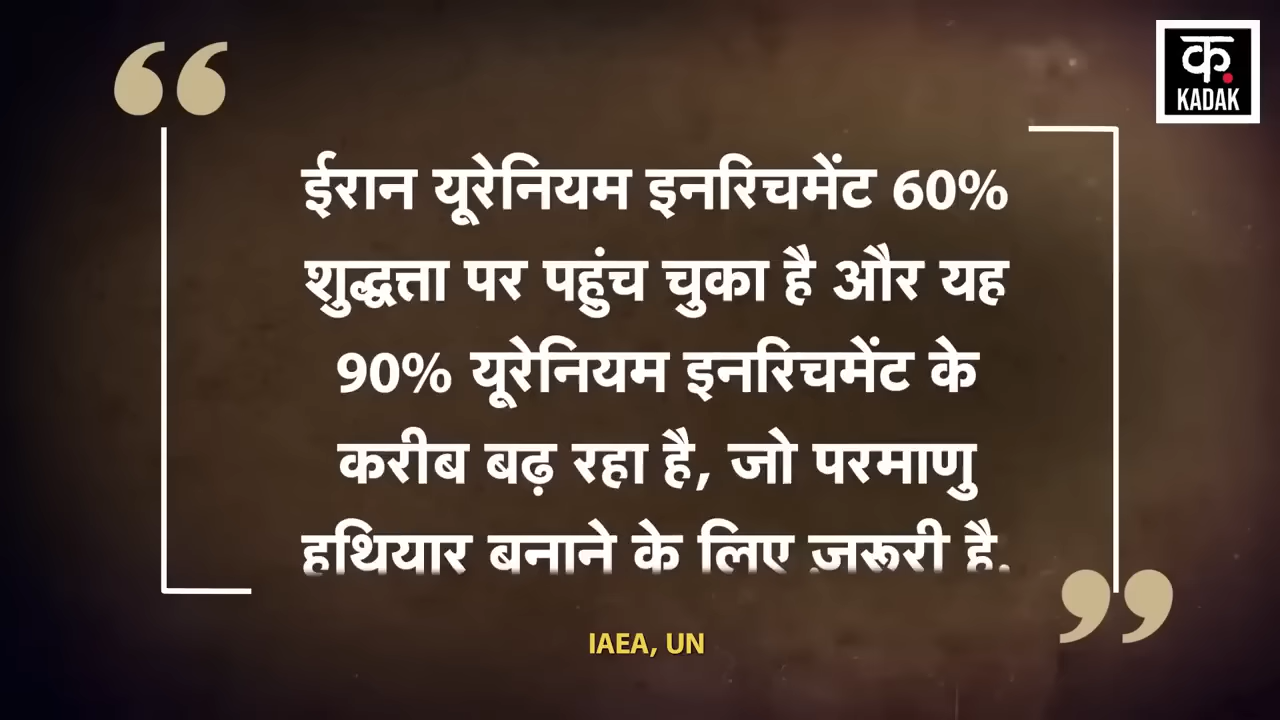 क.
KADAK
ईरान यूरेनियम इनरिचमेंट 60%
शुद्धत्ता पर पहुंच चुका है और यह
90% यूरेनियम इनरिचमेंट के
करीब बढ़ रहा है, जो परमाणु
हथियार बनाने के लिए ज़रूरी है.
IAEA, UN